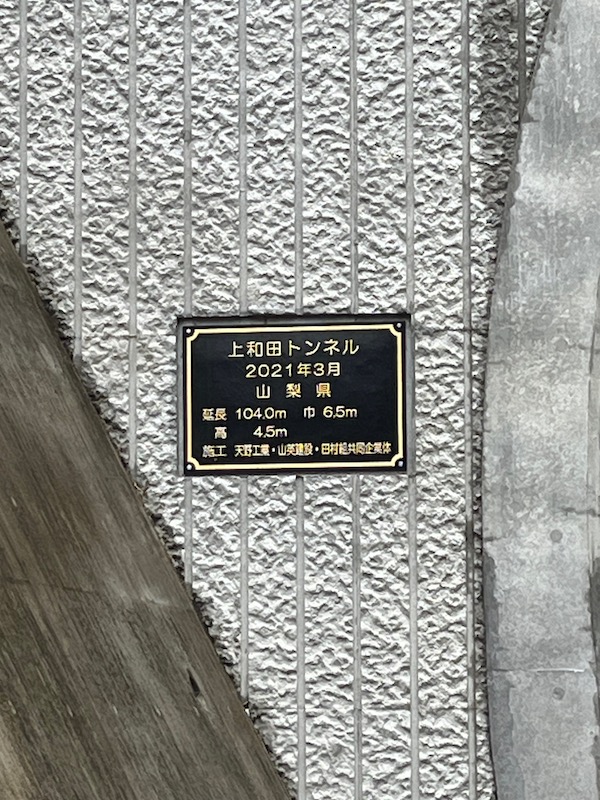 上和田トンネル
2021年3月
山梨県
延長 104.0m 巾 6.5m
高 4.5m
施工 天野工業・山英建設・田村組共同企業体